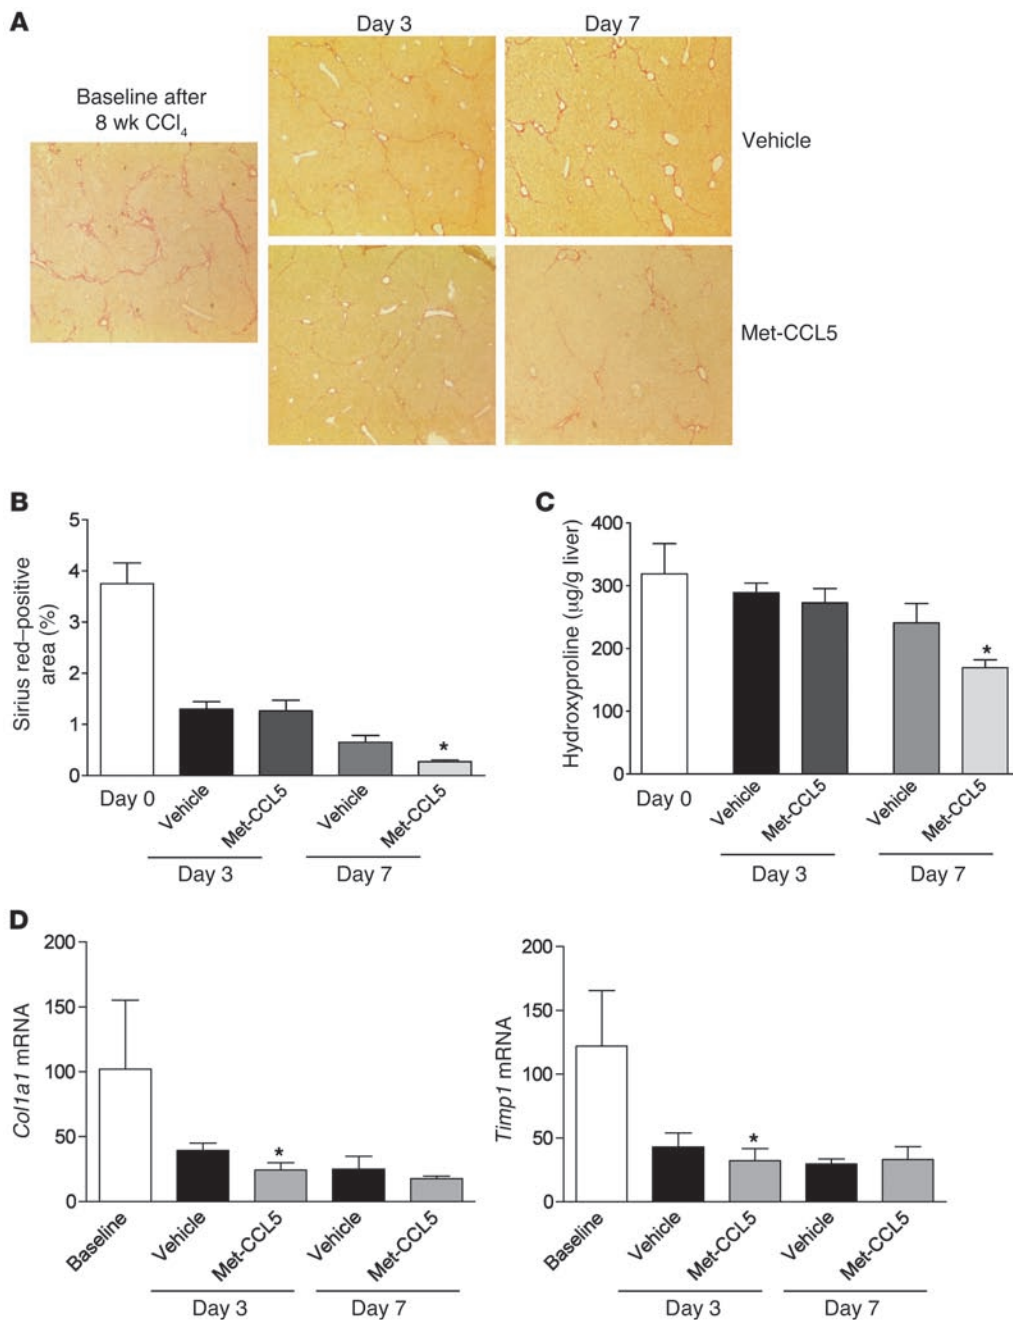 A
Day 3
Day 7
Baseline after
8 wk CCl₄
Vehicle
Met-CCL5
B
5
4
3
2
1
0
Sirius red–positive
area (%)
Day 0
Vehicle
Met-CCL5
Vehicle
Met-CCL5
*
Day 3
Day 7
C
400
300
200
100
0
Hydroxyproline (μg/g liver)
Day 0
Vehicle
Met-CCL5
Vehicle
Met-CCL5
*
Day 3
Day 7
D
200
150
100
50
0
Col1a1 mRNA
Baseline
Vehicle
Met-CCL5
Vehicle
Met-CCL5
*
Day 3
Day 7
200
150
100
50
0
Timp1 mRNA
Baseline
Vehicle
Met-CCL5
Vehicle
Met-CCL5
*
Day 3
Day 7